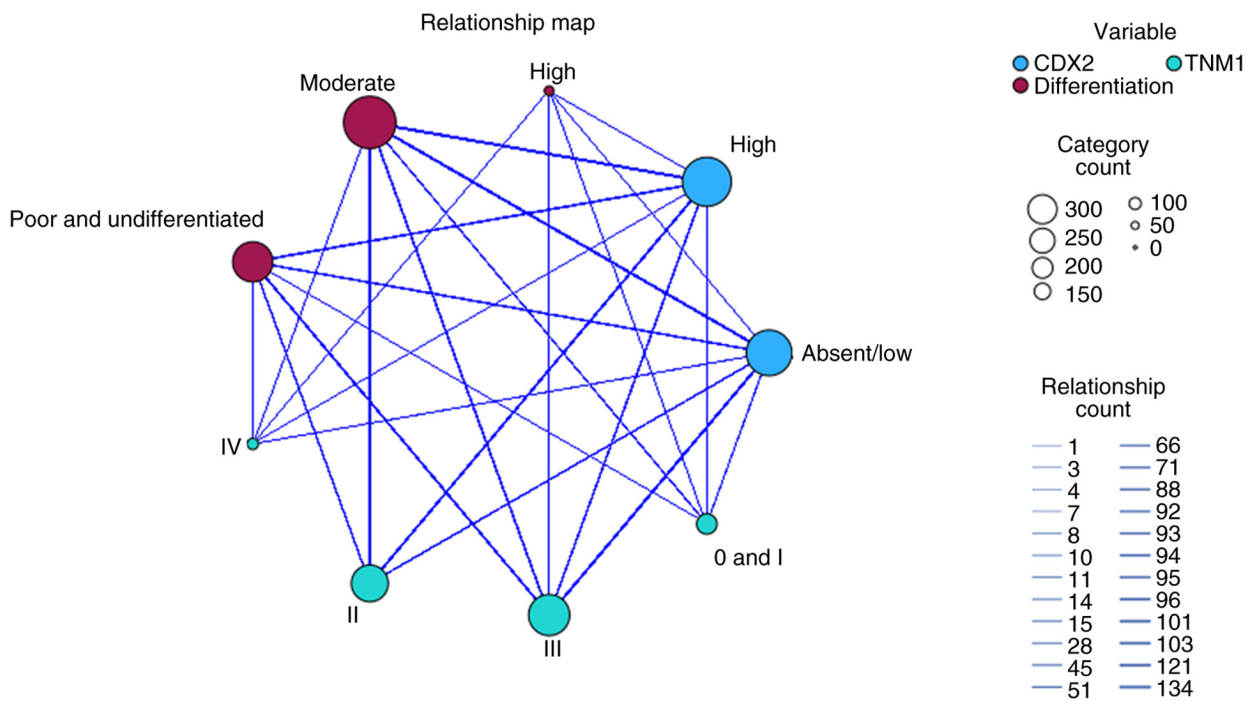 Relationship map
Variable
CDX2
TNM1
Differentiation
Moderate
High
High
Poor and undifferentiated
Absent/low
IV
0 and I
II
III
Category
count
300
100
250
50
200
0
150
Relationship
count
1
66
3
71
4
88
7
92
8
93
10
94
11
95
14
96
15
101
28
103
45
121
51
134